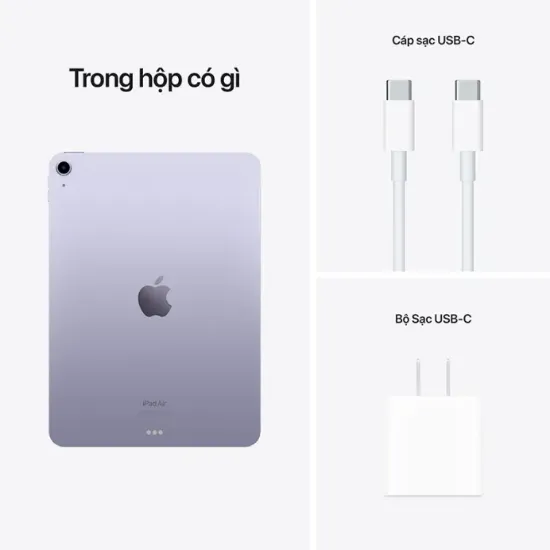 Trong hộp có gì
iPad Air
Cáp sạc USB-C
Bộ Sạc USB-C